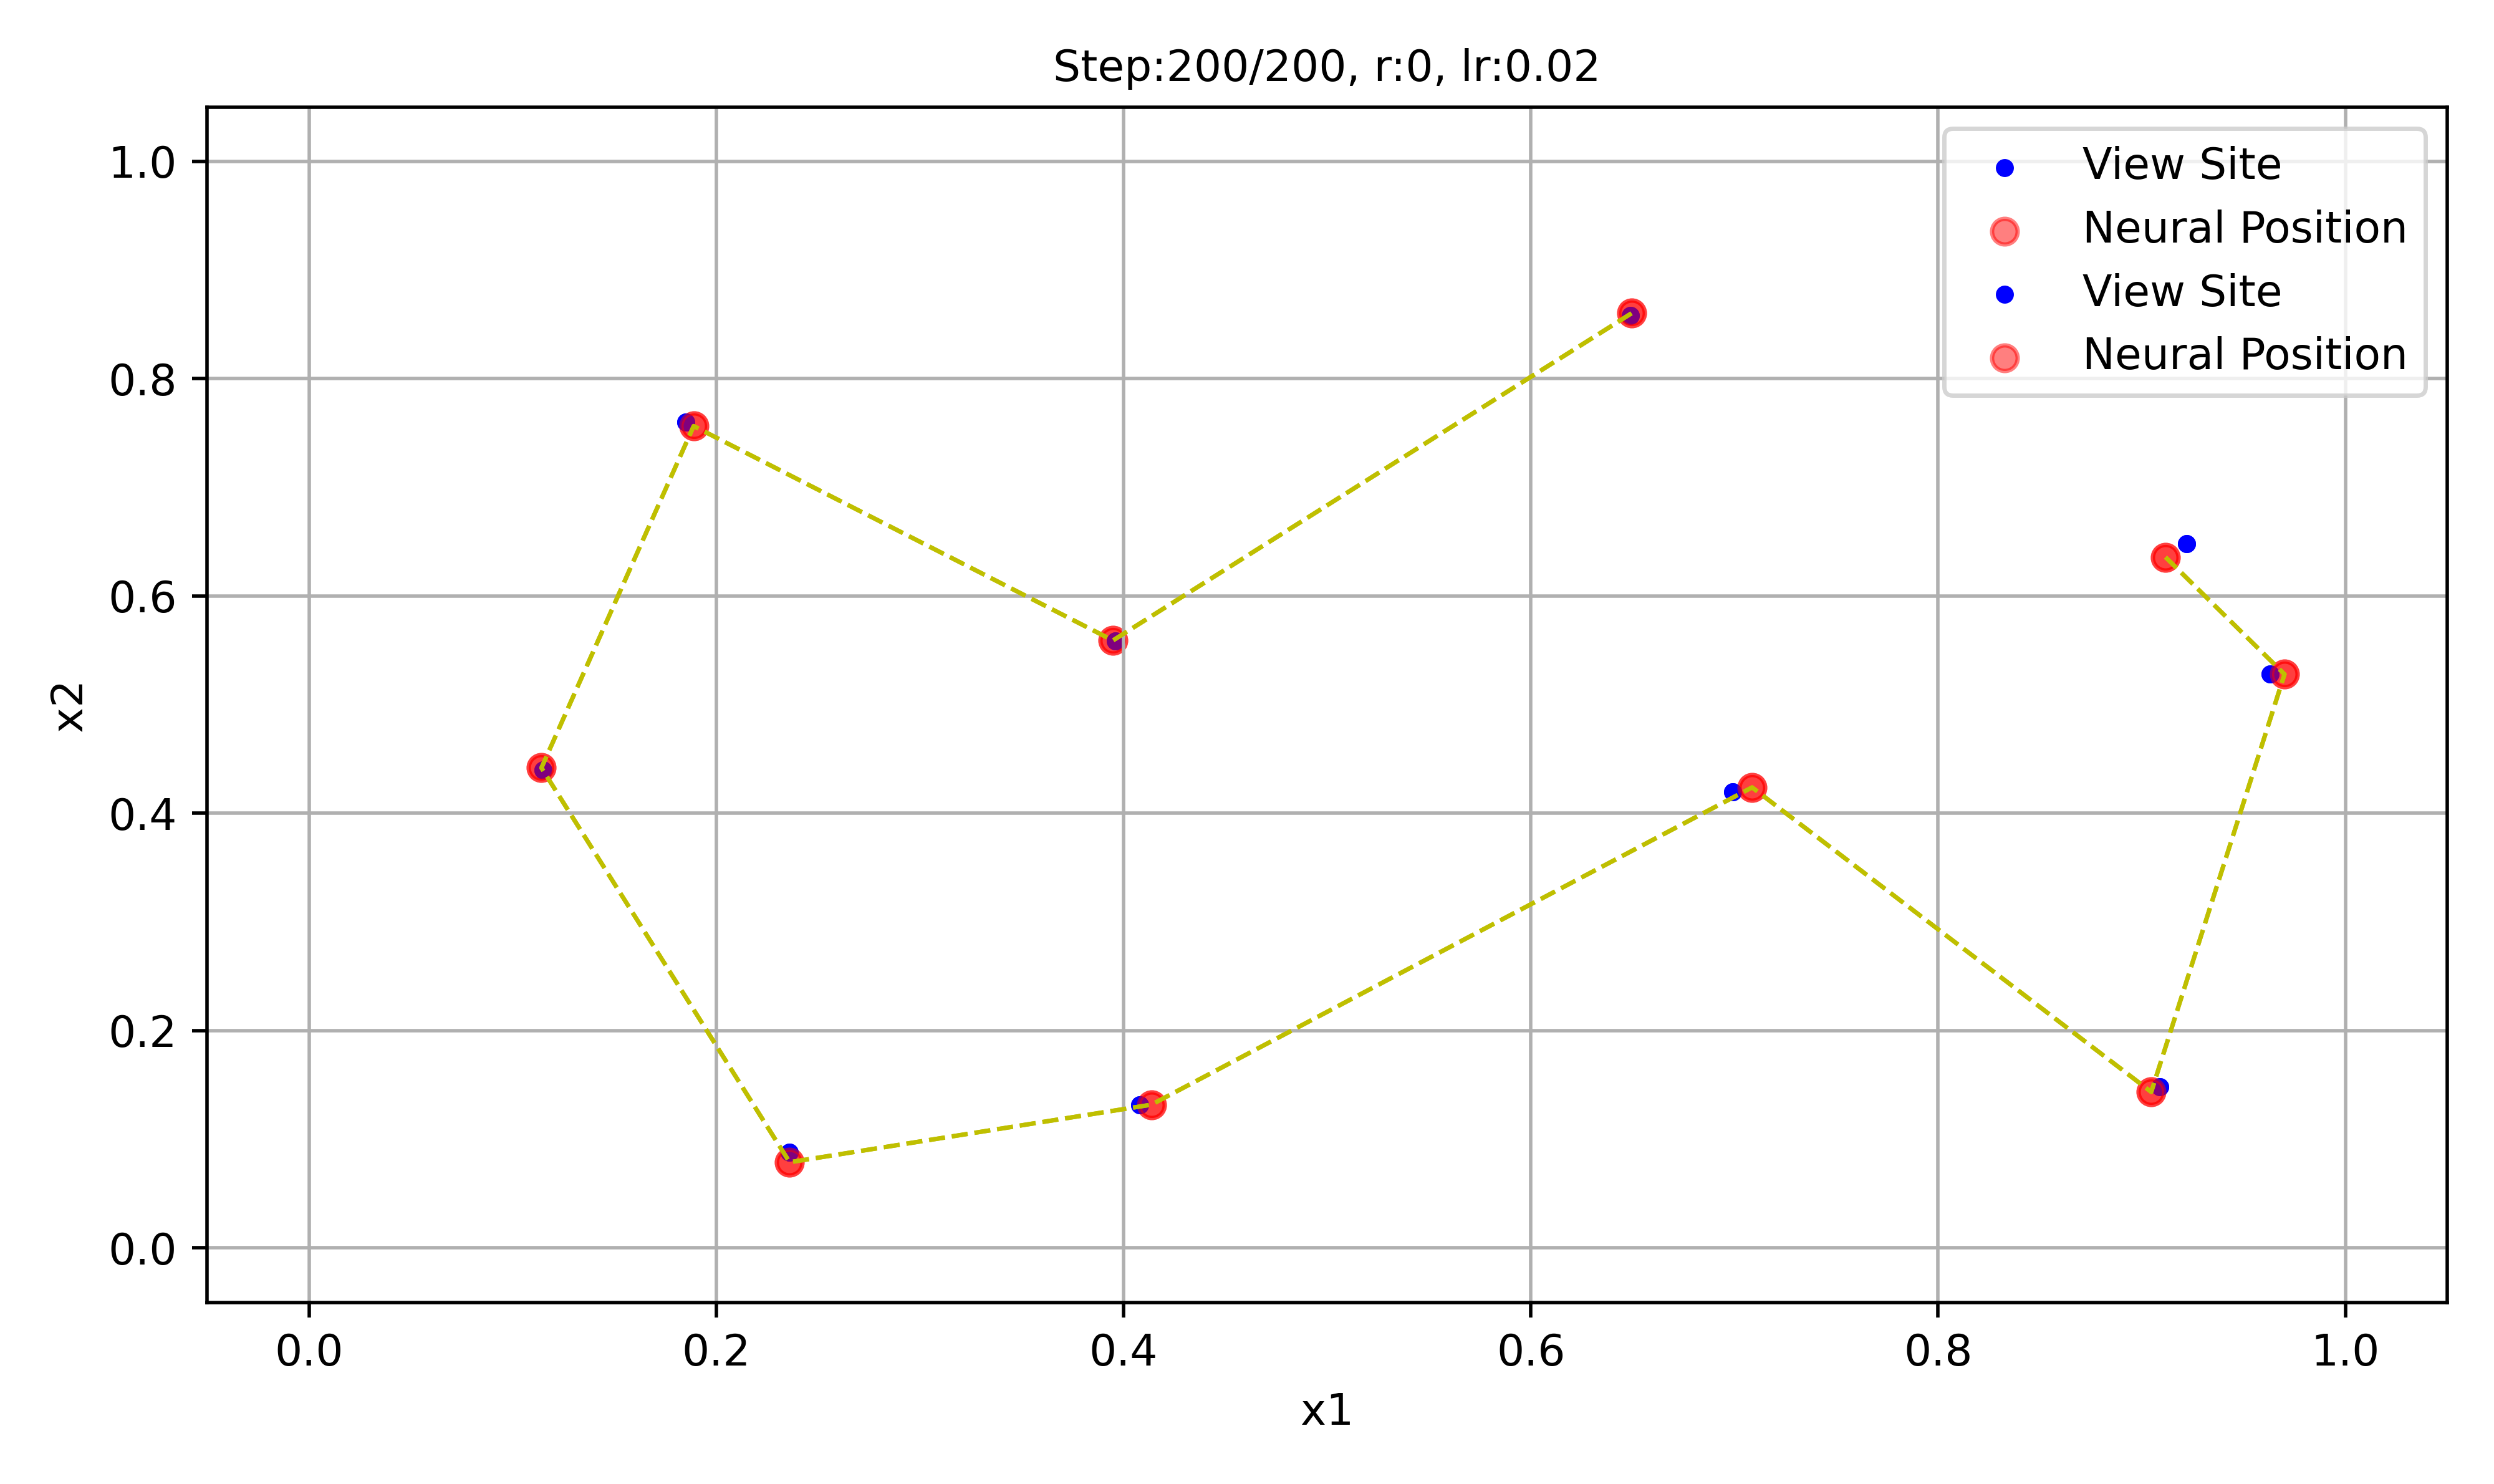 Step:200/200, r:0, lr:0.02
View Site
Neural Position
View Site
Neural Position
1.0
0.8
0.6
0.4
0.2
0.0
x2
0.0 0.2 0.4 0.6 0.8 1.0
x1